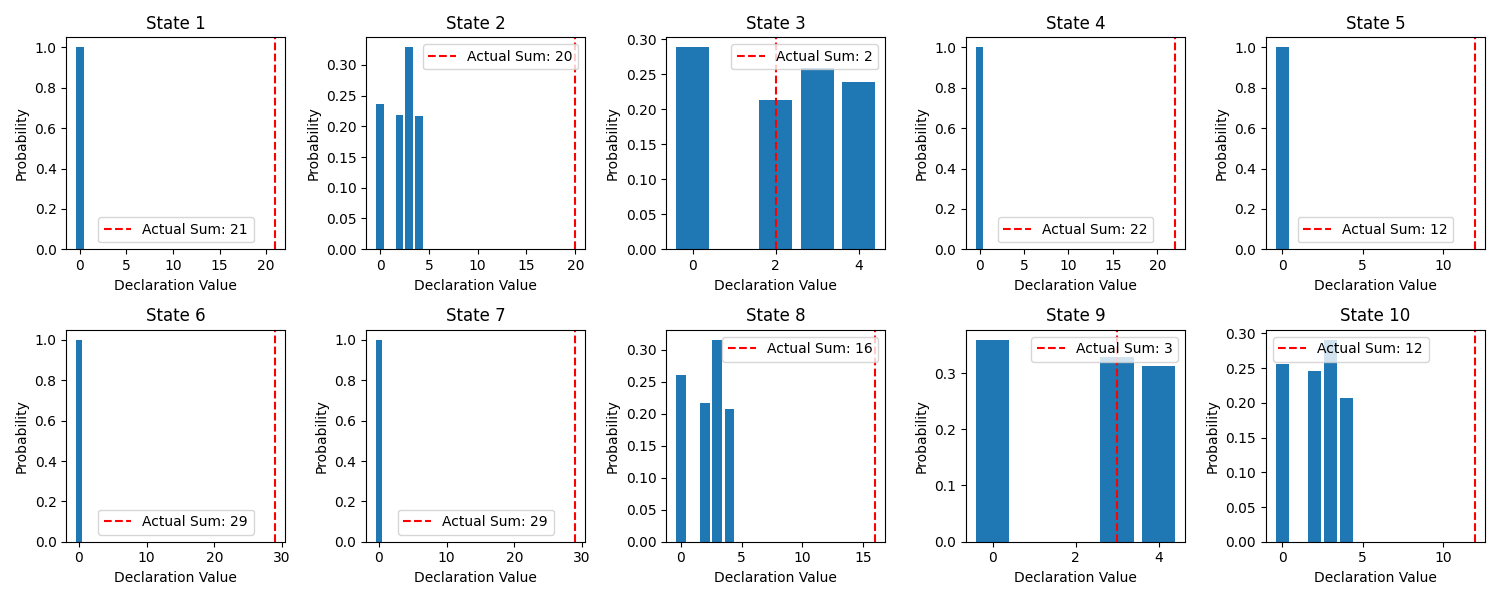 State 1
State 2
State 3
State 4
State 5
1.0
0.8
0.6
0.4
0.2
0.0
Probability
0 5 10 15 20
Declaration Value
Actual Sum: 21
0.35
0.30
0.25
0.20
0.15
0.10
0.05
0.00
Probability
0 5 10 15 20
Declaration Value
Actual Sum: 20
0.30
0.25
0.20
0.15
0.10
0.05
0.00
Probability
0 2 4
Declaration Value
Actual Sum: 2
1.0
0.8
0.6
0.4
0.2
0.0
Probability
0 5 10 15 20
Declaration Value
Actual Sum: 22
1.0
0.8
0.6
0.4
0.2
0.0
Probability
0 5 10
Declaration Value
Actual Sum: 12
State 6
State 7
State 8
State 9
State 10
1.0
0.8
0.6
0.4
0.2
0.0
Probability
0 10 20 30
Declaration Value
Actual Sum: 29
1.0
0.8
0.6
0.4
0.2
0.0
Probability
0 10 20 30
Declaration Value
Actual Sum: 29
0.30
0.25
0.20
0.15
0.10
0.05
0.00
Probability
0 5 10 15
Declaration Value
Actual Sum: 16
0.3
0.2
0.1
0.0
Probability
0 2 4
Declaration Value
Actual Sum: 3
0.30
0.25
0.20
0.15
0.10
0.05
0.00
Probability
0 5 10
Declaration Value
Actual Sum: 12